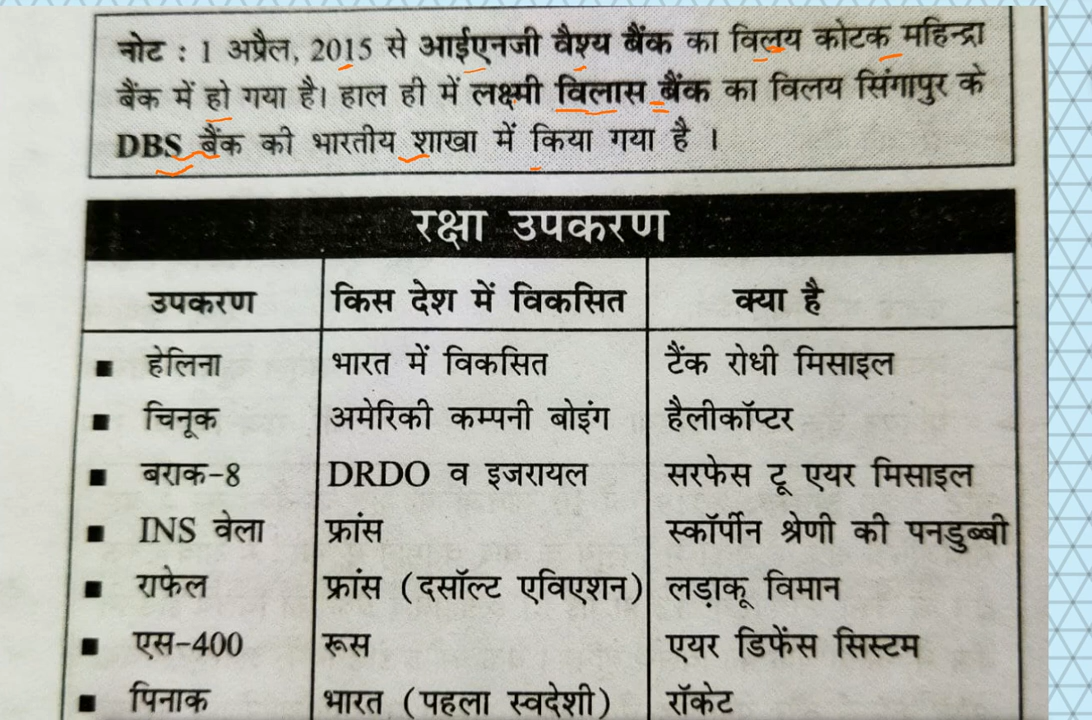 नोट : 1 अप्रैल, 2015 से आईएनजी वैश्य बैंक का विलय कोटक महिन्द्रा
बैंक में हो गया है। हाल ही में लक्ष्मी विलास बैंक का विलय सिंगापुर के
DBS बैंक की भारतीय शाखा में किया गया है ।
रक्षा उपकरण
उपकरण किस देश में विकसित क्या है
■ हेलिना भारत में विकसित टैंक रोधी मिसाइल
■ चिनूक अमेरिकी कम्पनी बोइंग हैलीकॉप्टर
■ बराक-8 DRDO व इजरायल सरफेस टू एयर मिसाइल
■ INS वेला फ्रांस स्कॉर्पीन श्रेणी की पनडुब्बी
■ राफेल फ्रांस (दसॉल्ट एविएशन) लड़ाकू विमान
■ एस-400 रूस एयर डिफेंस सिस्टम
■ पिनाक भारत (पहला स्वदेशी) रॉकेट